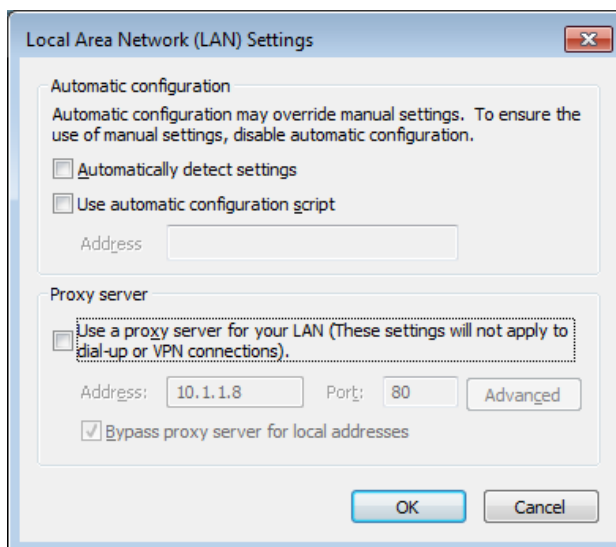 Local Area Network (LAN) Settings
Automatic configuration
Automatic configuration may override manual settings. To ensure the
use of manual settings, disable automatic configuration.
Automatically detect settings
Use automatic configuration script
Address
Proxy server
Use a proxy server for your LAN (These settings will not apply to
dial-up or VPN connections).
Address: 10.1.1.8 Port: 80 Advanced
Bypass proxy server for local addresses
OK Cancel